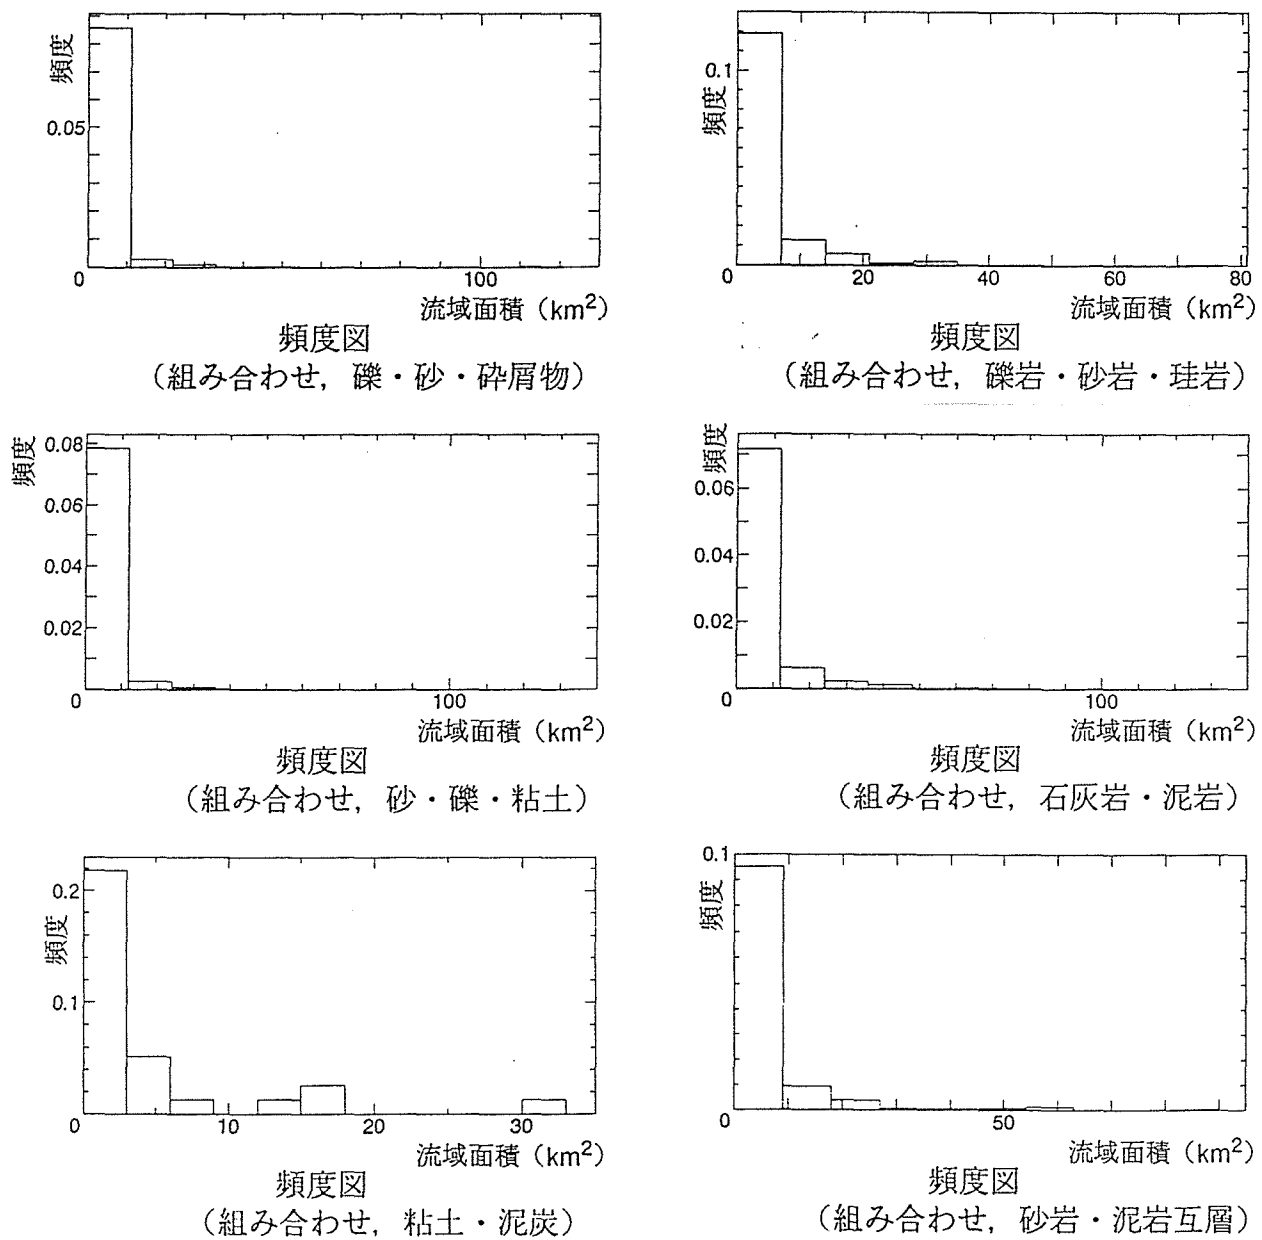 頻度
0.05
0
100
流域面積（km²）
頻度図
（組み合わせ，礫・砂・砕屑物）
頻度
0.1
0
20
40
60
80
流域面積（km²）
頻度図
（組み合わせ，礫岩・砂岩・珪岩）
頻度
0.08
0.06
0.04
0.02
0
100
流域面積（km²）
頻度図
（組み合わせ，砂・礫・粘土）
頻度
0.06
0.04
0.02
0
100
流域面積（km²）
頻度図
（組み合わせ，石灰岩・泥岩）
頻度
0.2
0.1
0
10
20
30
35
流域面積（km²）
頻度図
（組み合わせ，粘土・泥炭）
0.1
頻度
0
50
流域面積（km²）
頻度図
（組み合わせ，砂岩・泥岩互層）